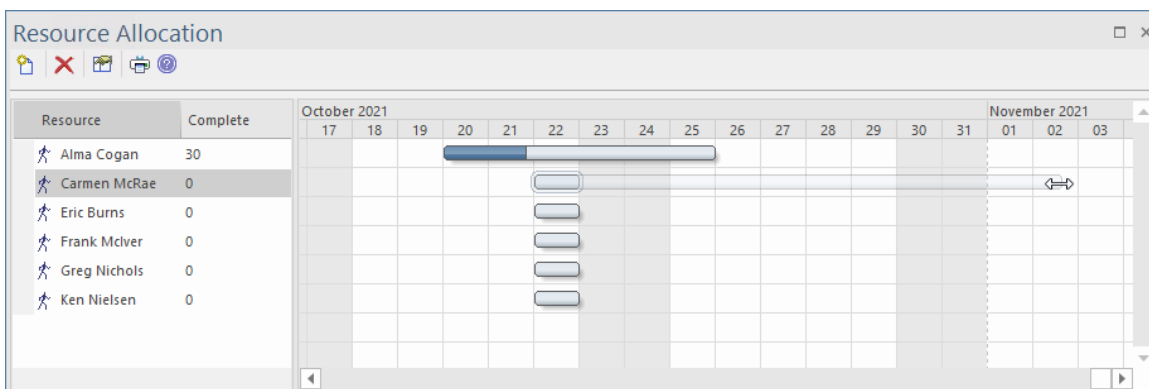 Resource Allocation
Resource Complete October 2021 November 2021
17 18 19 20 21 22 23 24 25 26 27 28 29 30 31 01 02 03
Alma Cogan 30
Carmen McRae 0
Eric Burns 0
Frank McIver 0
Greg Nichols 0
Ken Nielsen 0